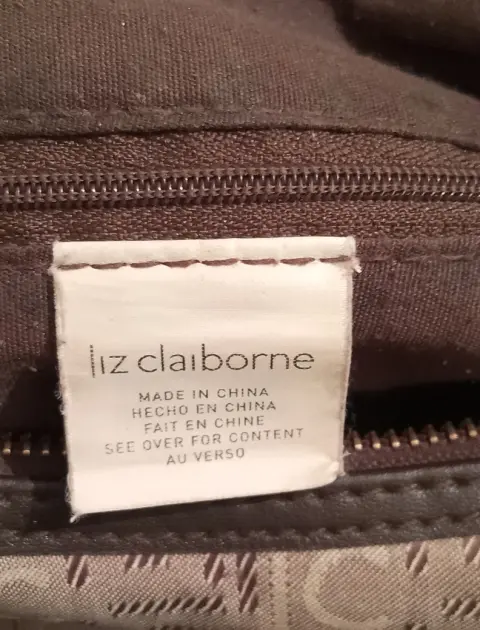 liz claiborne
MADE IN CHINA
HECHO EN CHINA
FAIT EN CHINE
SEE OVER FOR CONTENT
AU VERSO